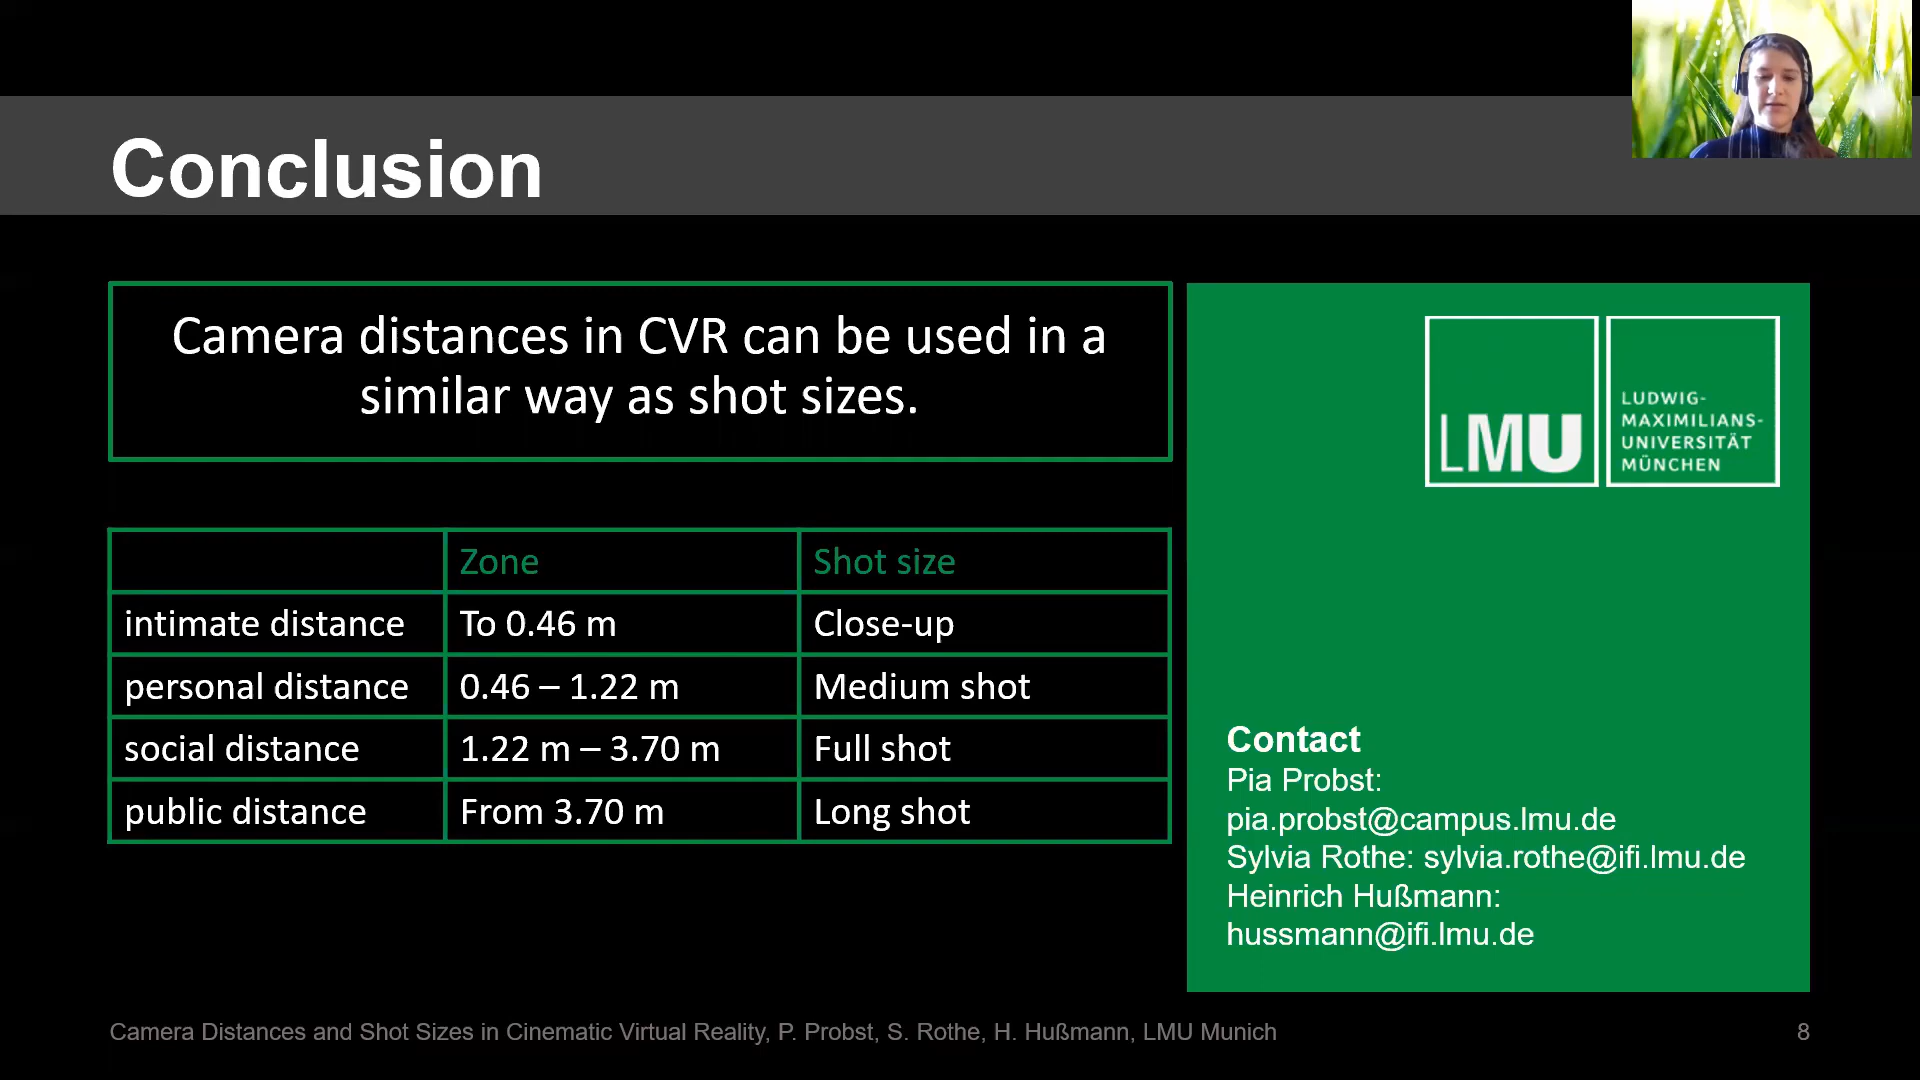 Conclusion
Camera distances in CVR can be used in a
similar way as shot sizes.
Zone Shot size
intimate distance To 0.46 m Close-up
personal distance 0.46 – 1.22 m Medium shot
social distance 1.22 m – 3.70 m Full shot
public distance From 3.70 m Long shot
LMU
LUDWIG-
MAXIMILIANS-
UNIVERSITÄT
MÜNCHEN
Contact
Pia Probst:
pia.probst@campus.lmu.de
Sylvia Rothe: sylvia.rothe@ifi.lmu.de
Heinrich Hußmann:
hussmann@ifi.lmu.de
Camera Distances and Shot Sizes in Cinematic Virtual Reality, P. Probst, S. Rothe, H. Hußmann, LMU Munich 8